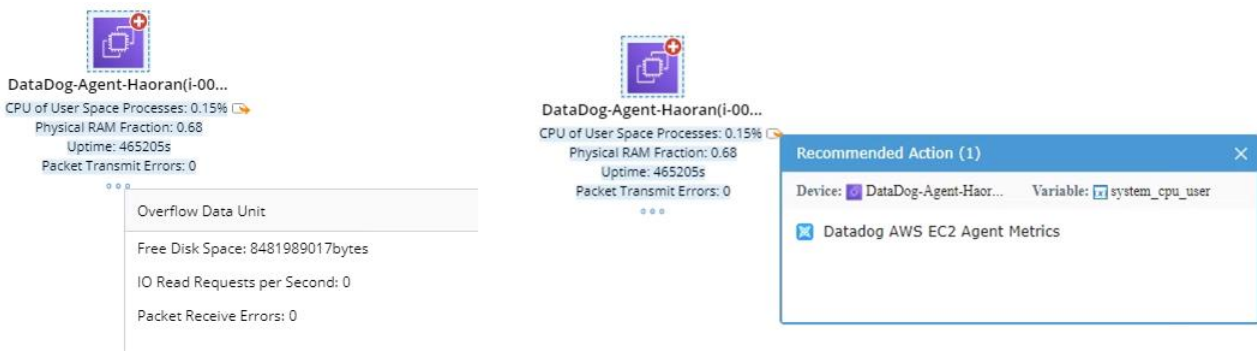 DataDog-Agent-Haoran(i-00...
CPU of User Space Processes: 0.15%
Physical RAM Fraction: 0.68
Uptime: 465205s
Packet Transmit Errors: 0
Overflow Data Unit
Free Disk Space: 8481989017bytes
IO Read Requests per Second: 0
Packet Receive Errors: 0
DataDog-Agent-Haoran(i-00...
CPU of User Space Processes: 0.15%
Physical RAM Fraction: 0.68
Uptime: 465205s
Packet Transmit Errors: 0
Recommended Action (1)
Device: DataDog-Agent-Haor... Variable: system_cpu_user
Datadog AWS EC2 Agent Metrics